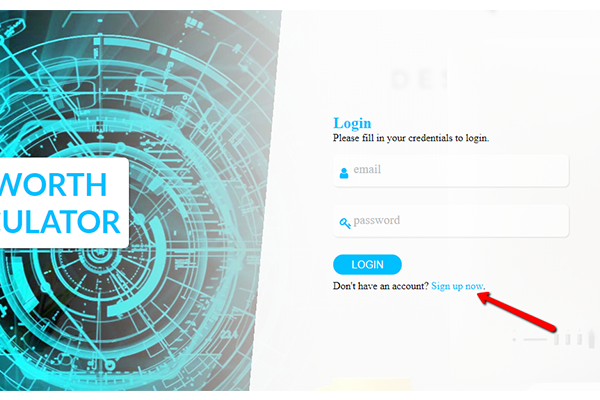 WORTH
CULATOR
Login
Please fill in your credentials to login.
email
password
LOGIN
Don't have an account? Sign up now.